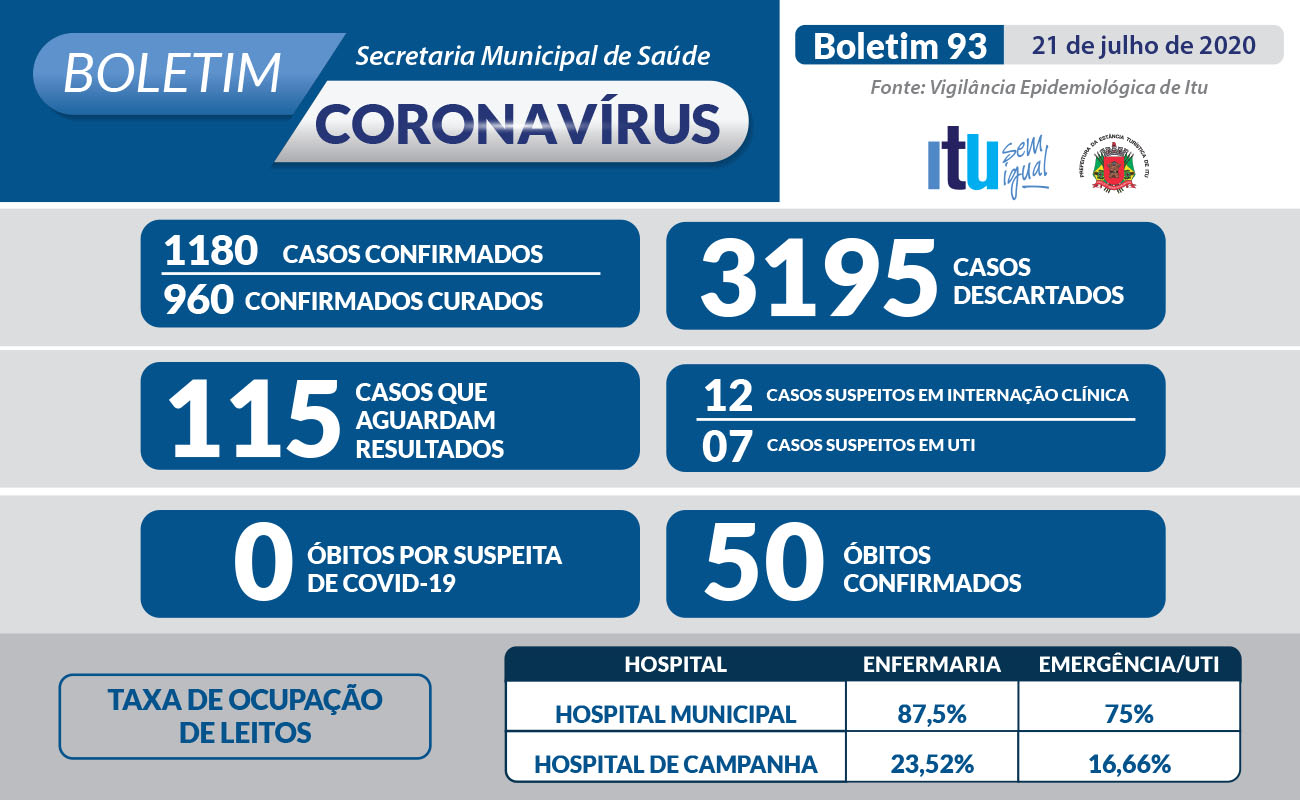 BOLETIM
Secretaria Municipal de Saúde
CORONAVÍRUS
Boletim 93
21 de julho de 2020
Fonte: Vigilância Epidemiológica de Itu
itu sem igual
PREFEITURA DA ESTÂNCIA TURÍSTICA DE ITU
1180 CASOS CONFIRMADOS
960 CONFIRMADOS CURADOS
3195 CASOS
DESCARTADOS
115 CASOS QUE
AGUARDAM
RESULTADOS
12 CASOS SUSPEITOS EM INTERNAÇÃO CLÍNICA
07 CASOS SUSPEITOS EM UTI
0 ÓBITOS POR SUSPEITA
DE COVID-19
50 ÓBITOS
CONFIRMADOS
TAXA DE OCUPAÇÃO
DE LEITOS
HOSPITAL ENFERMARIA EMERGÊNCIA/UTI
HOSPITAL MUNICIPAL 87,5% 75%
HOSPITAL DE CAMPANHA 23,52% 16,66%